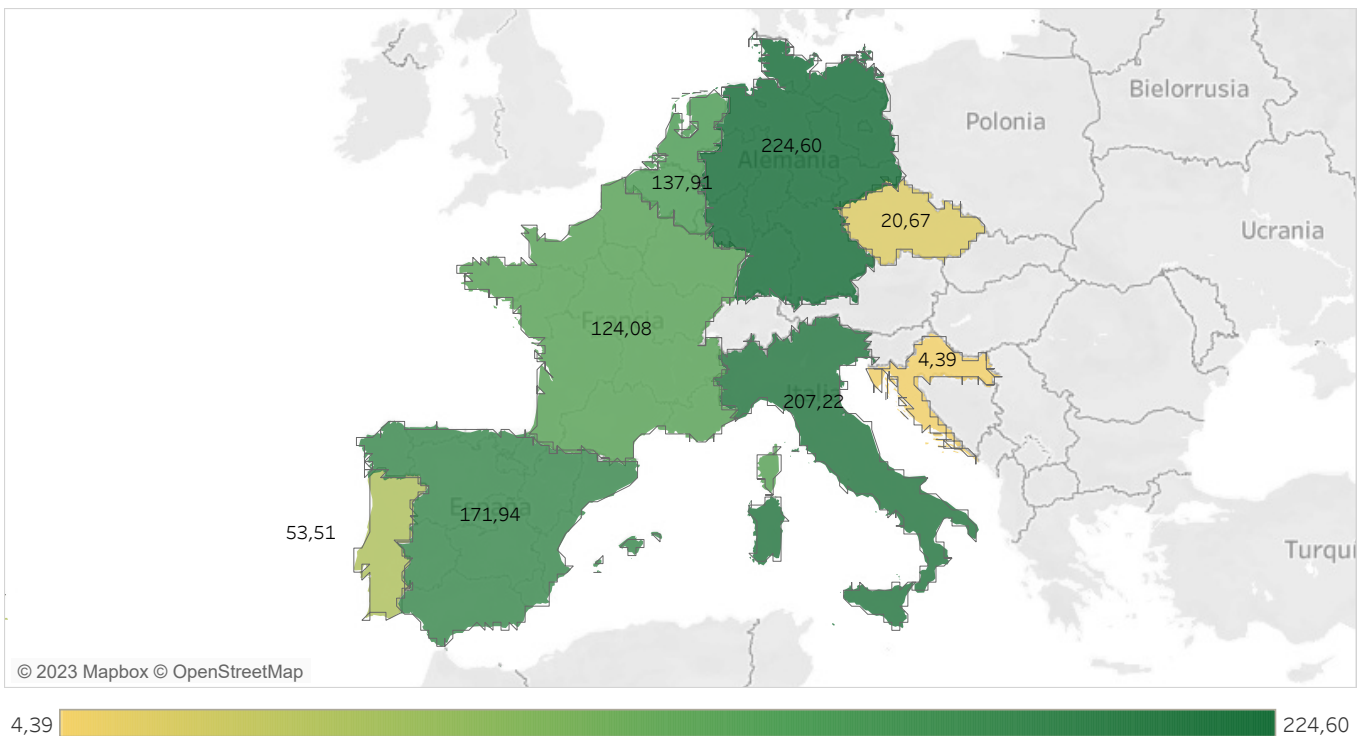 Bielorrusia
Polonia
224,60
Alemania
137,91
20,67
Ucrania
Francia
124,08
4,39
Italia
207,22
España
171,94
53,51
Turquí
© 2023 Mapbox © OpenStreetMap
4,39
224,60